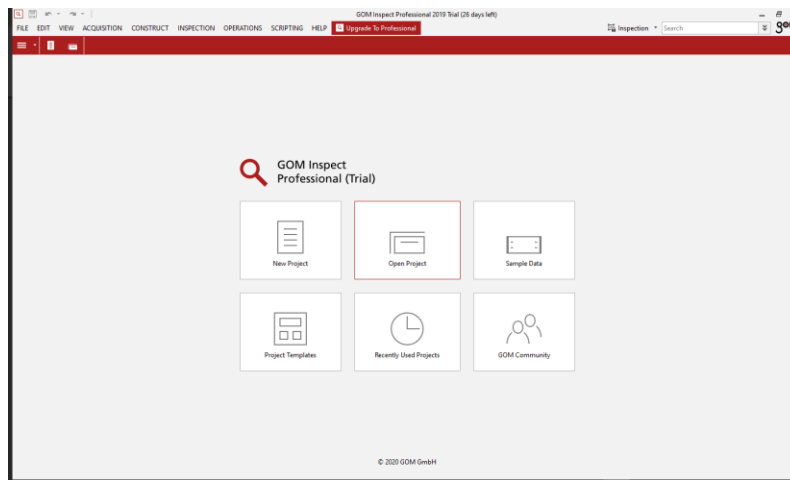 GOM Inspect Professional 2019 Trial (26 days left)
FILE EDIT VIEW ACQUISITION CONSTRUCT INSPECTION OPERATIONS SCRIPTING HELP Upgrade To Professional Inspection Search
GOM Inspect
Professional (Trial)
New Project Open Project Sample Data
Project Templates Recently Used Projects GOM Community
© 2020 GOM GmbH